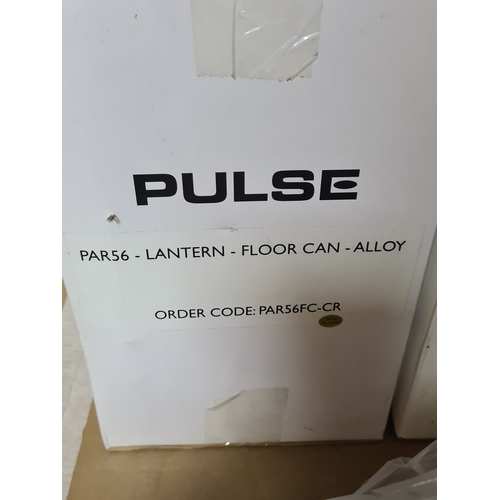 PULSE
PAR56 - LANTERN - FLOOR CAN - ALLOY
ORDER CODE: PAR56FC-CR